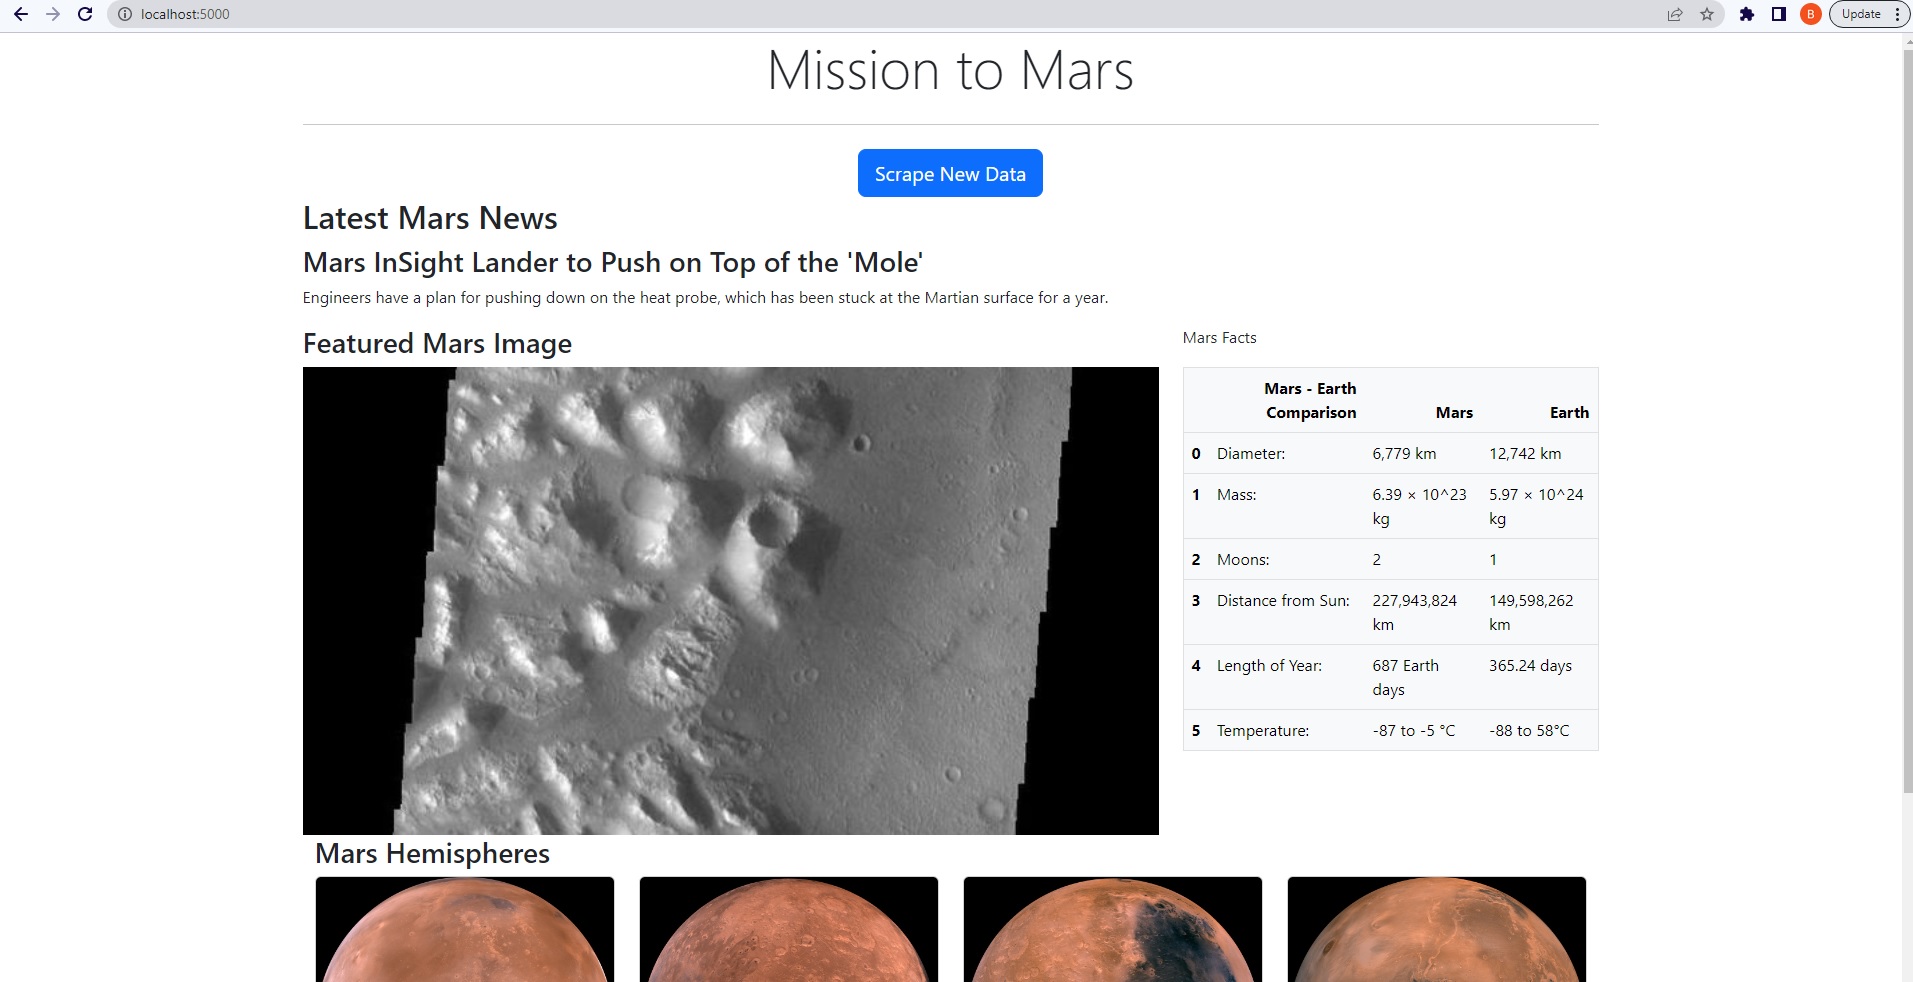 localhost:5000
B
Update
Mission to Mars
Scrape New Data
Latest Mars News
Mars InSight Lander to Push on Top of the 'Mole'
Engineers have a plan for pushing down on the heat probe, which has been stuck at the Martian surface for a year.
Featured Mars Image
Mars Facts
Mars - Earth
Comparison Mars Earth
0 Diameter: 6,779 km 12,742 km
1 Mass: 6.39 × 10^23 5.97 × 10^24
kg kg
2 Moons: 2 1
3 Distance from Sun: 227,943,824 149,598,262
km km
4 Length of Year: 687 Earth 365.24 days
days
5 Temperature: -87 to -5 °C -88 to 58°C
Mars Hemispheres